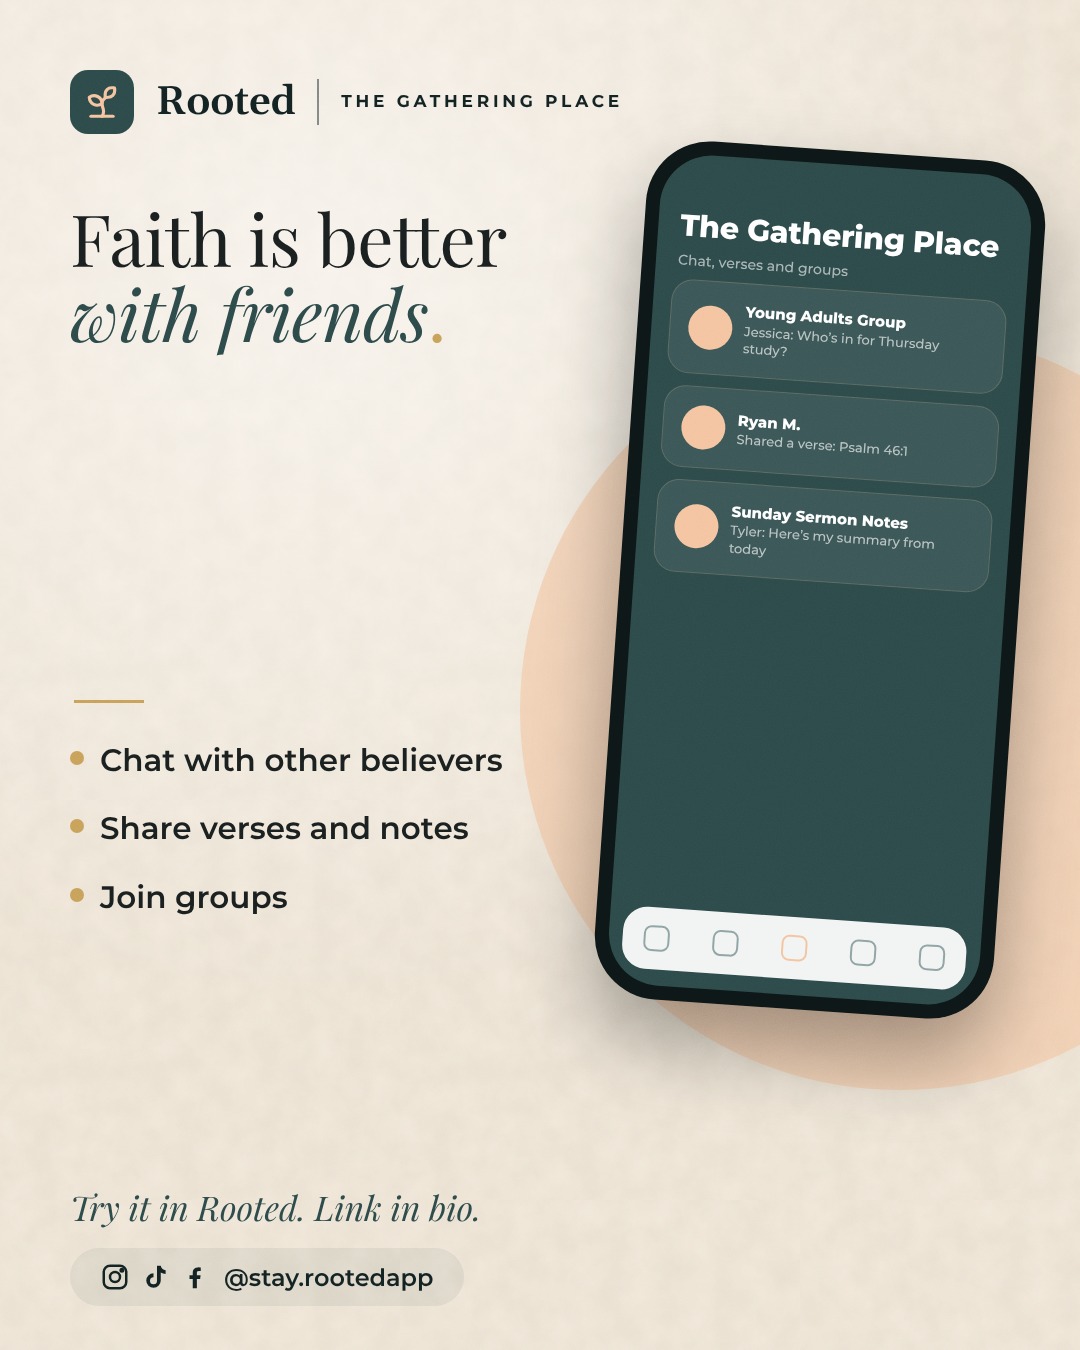 Rooted
THE GATHERING PLACE
Faith is better
with friends.
The Gathering Place
Chat, verses and groups
Young Adults Group
Jessica: Who's in for Thursday
study?
Ryan M.
Shared a verse: Psalm 46:1
Sunday Sermon Notes
Tyler: Here's my summary from
today
Chat with other believers
Share verses and notes
Join groups
Try it in Rooted. Link in bio.
@stay.rootedapp